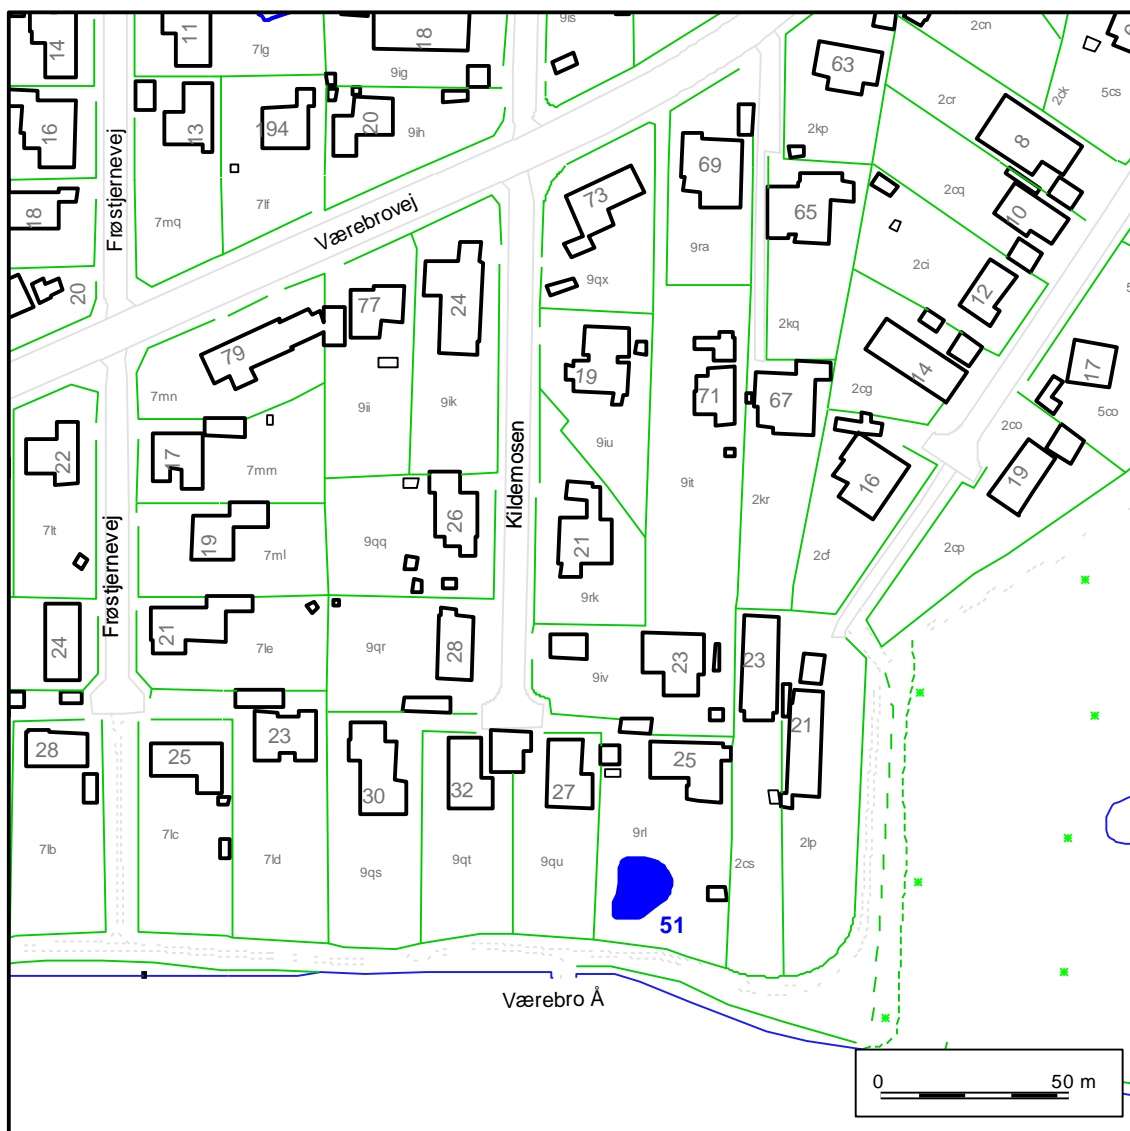 14
11
7lg
18
9is
9ig
63
2cn
2ck
5cs
2cr
16
13
194
20
9ih
2kp
8
Frøstjernevej
18
7mq
7lf
Værebrovej
73
69
9ra
65
2cq
10
2ci
20
77
24
9qx
2kq
12
79
19
14
17
7mn
9ii
9ik
71
67
2cg
5co
2co
22
17
7mm
9iu
Kildemosen
9it
2kr
16
19
7lt
Frøstjernevej
19
7ml
9qq
26
21
2cf
2cp
9rk
24
21
7le
9qr
28
9iv
23
23
28
25
23
30
32
27
25
21
7lb
7lc
7ld
9qs
9qt
9qu
9rl
2cs
2lp
51
Værebro Å
0
50 m